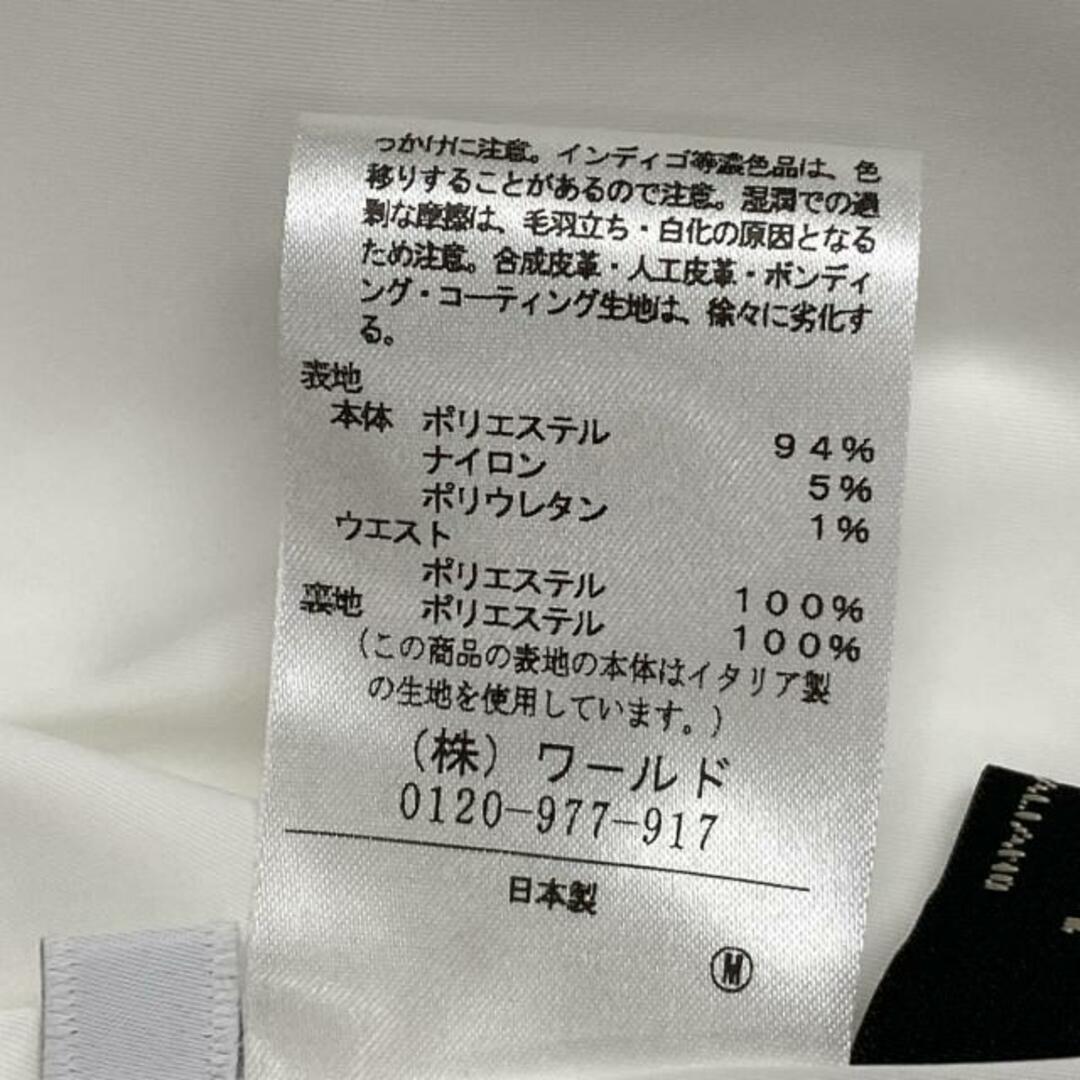 っかけに注意。インディゴ等濃色品は、色
移りすることがあるので注意。湿潤での過
剰な摩擦は、毛羽立ち・白化の原因となる
ため注意。合成皮革・人工皮革・ボンディ
ング・コーティング生地は、徐々に劣化す
る。
表地
本体 ポリエステル 94%
ナイロン 5%
ポリウレタン 1%
ウエスト
ポリエステル 100%
裏地 ポリエステル 100%
(この商品の表地の本体はイタリア製
の生地を使用しています。)
(株) ワールド
0120-977-917
日本製
Ⓜ